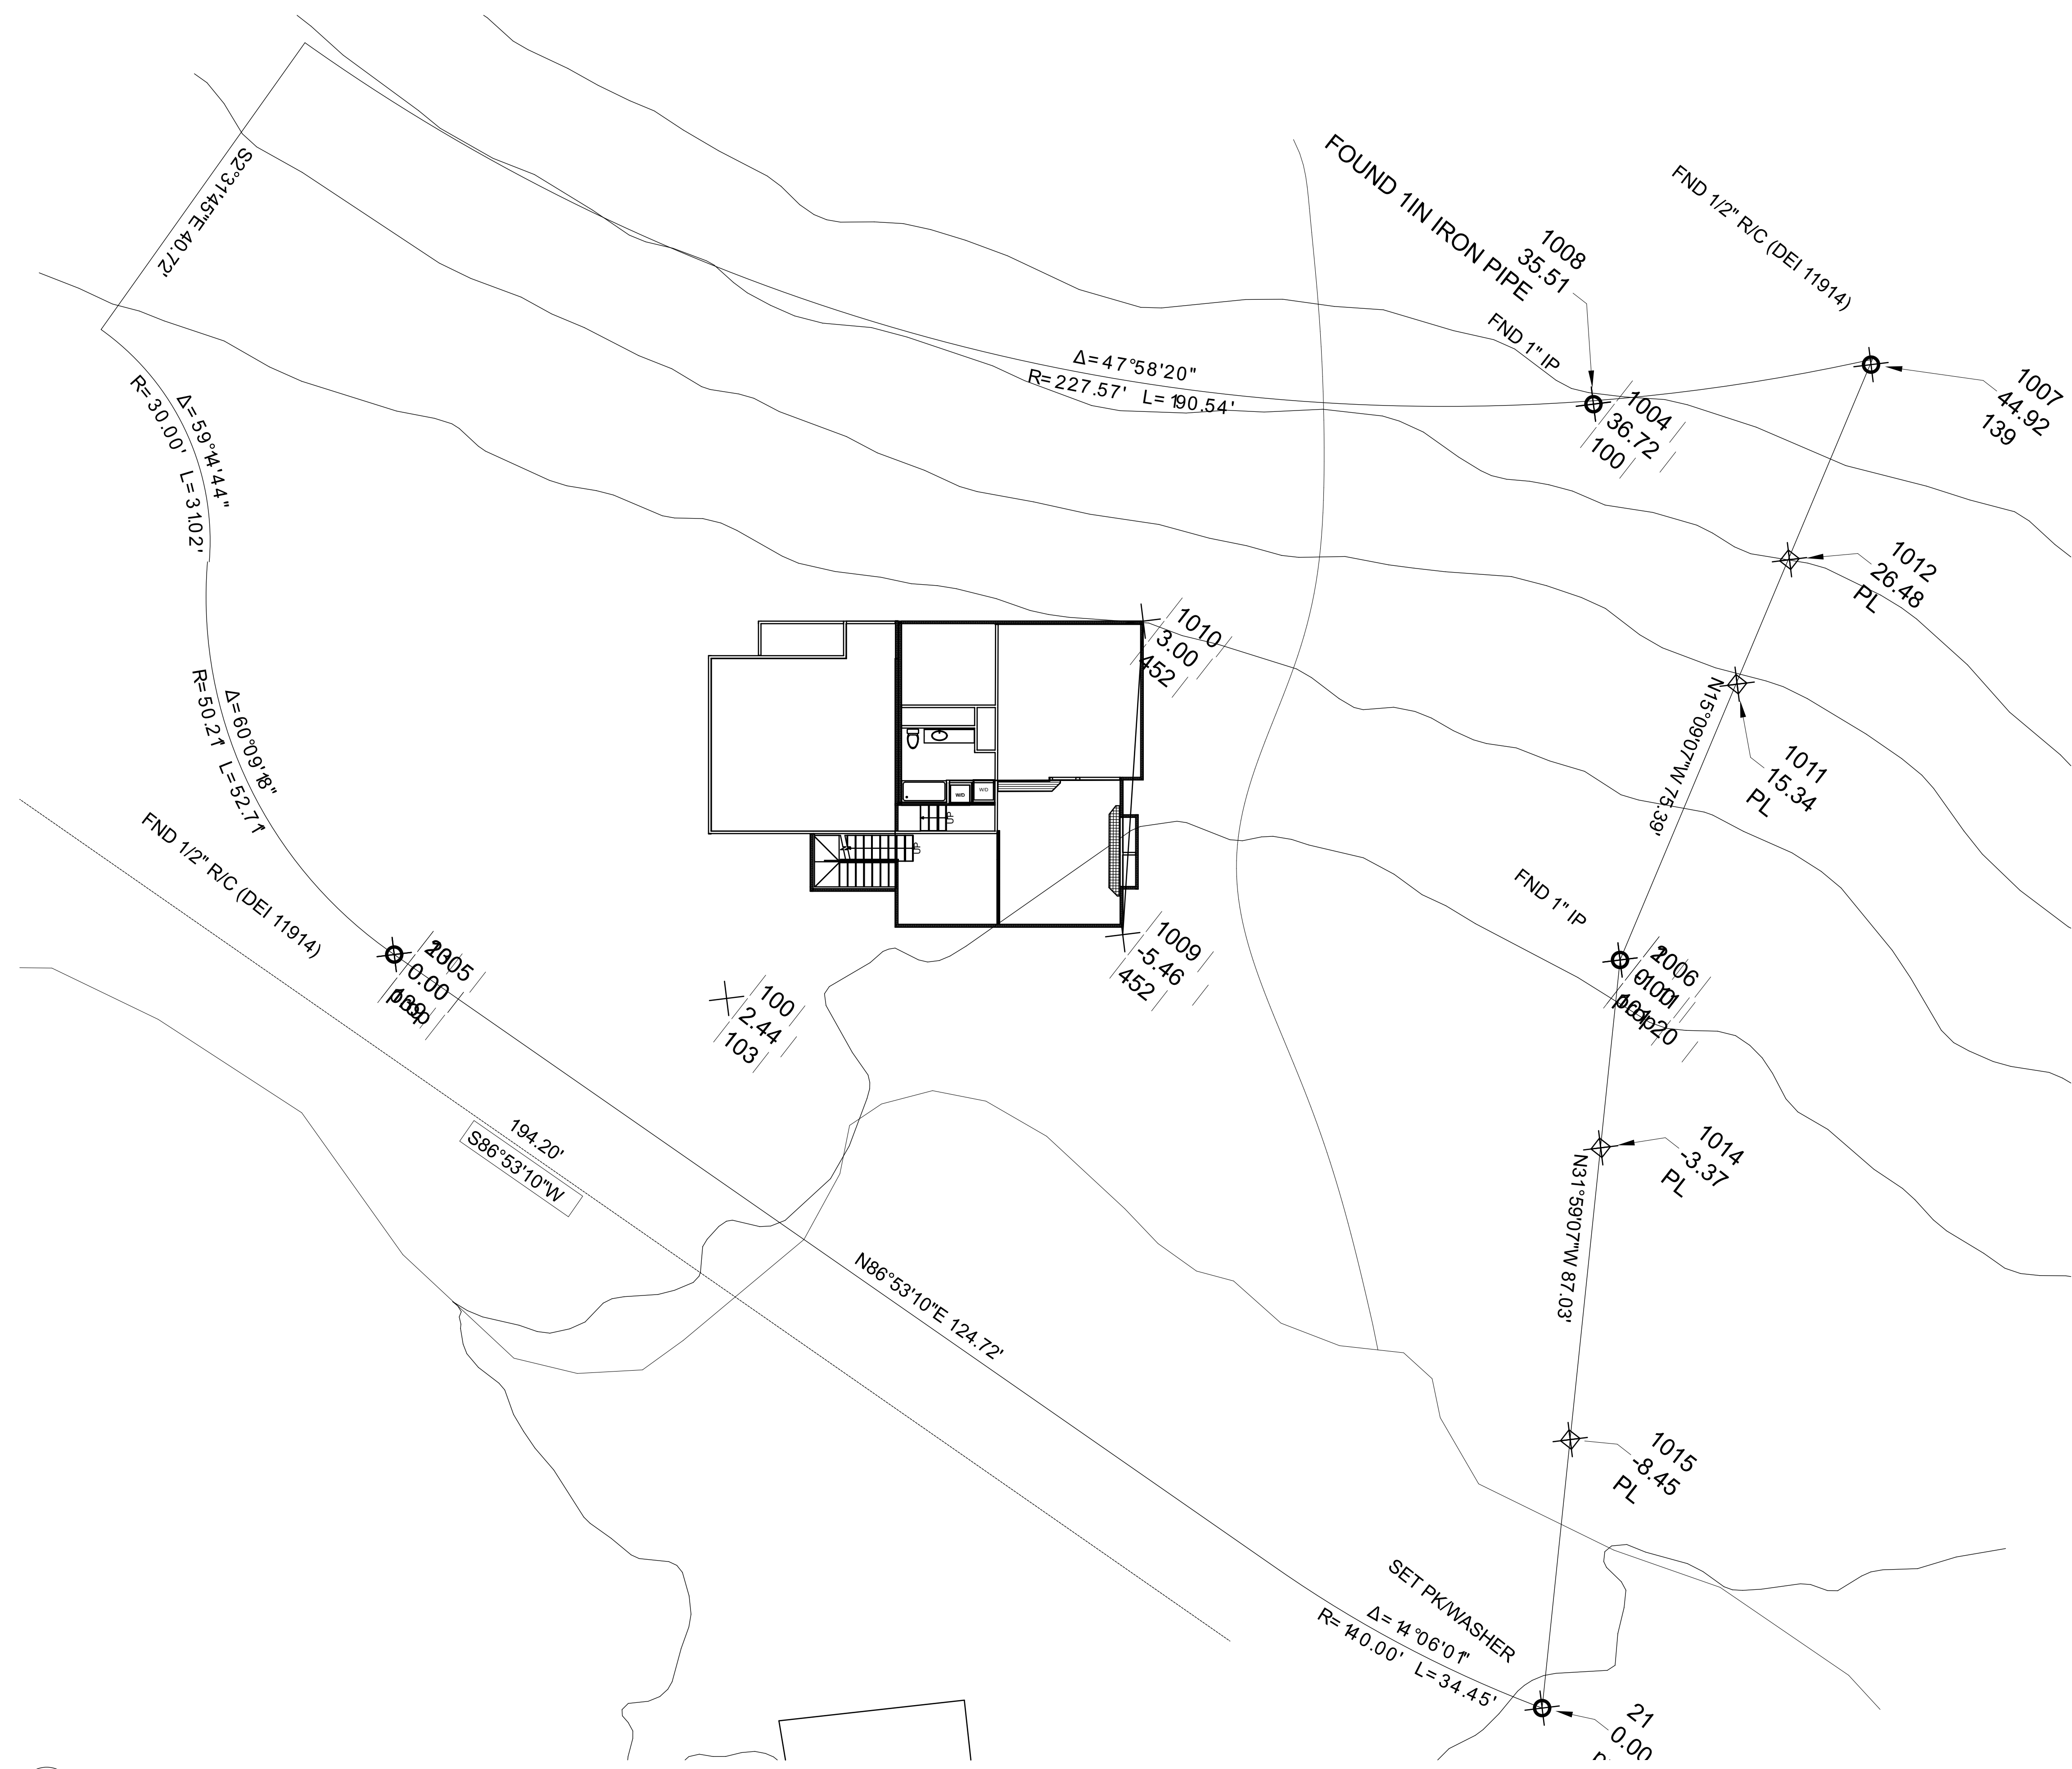 S2°31'45"E 40.72'
FOUND 1IN IRON PIPE
FND 1/2" R/C (DEI 11914)
1008
35.51
FND 1" IP
1007
44.92
139
1004
36.72
100
Δ=47°58'20"
R=227.57' L=190.54'
Δ=59°14'44"
R=30.00' L=31.02'
1012
26.48
PL
1010
3.00
452
N15°09'07"W 75.39'
1011
15.34
PL
Δ=60°09'18"
R=50.21' L=52.71'
W/D
W/D
UP
UP
FND 1/2" R/C (DEI 11914)
FND 1" IP
1009
-5.46
452
0.00
100
2.44
103
194.20'
S86°53'10"W
1014
-3.37
PL
N31°59'07"W 87.03'
N86°53'10"E 124.72'
1015
-8.45
PL
SET PK/WASHER
Δ=14°06'01"
R=140.00' L=34.45'
21
0.00